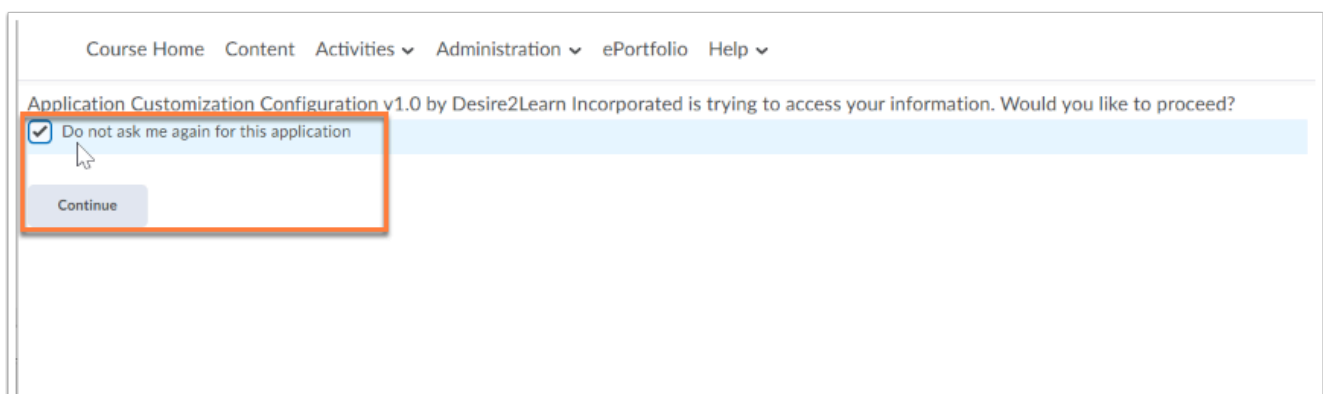 Course Home Content Activities Administration ePortfolio Help
Application Customization Configuration v1.0 by Desire2Learn Incorporated is trying to access your information. Would you like to proceed?
Do not ask me again for this application
Continue